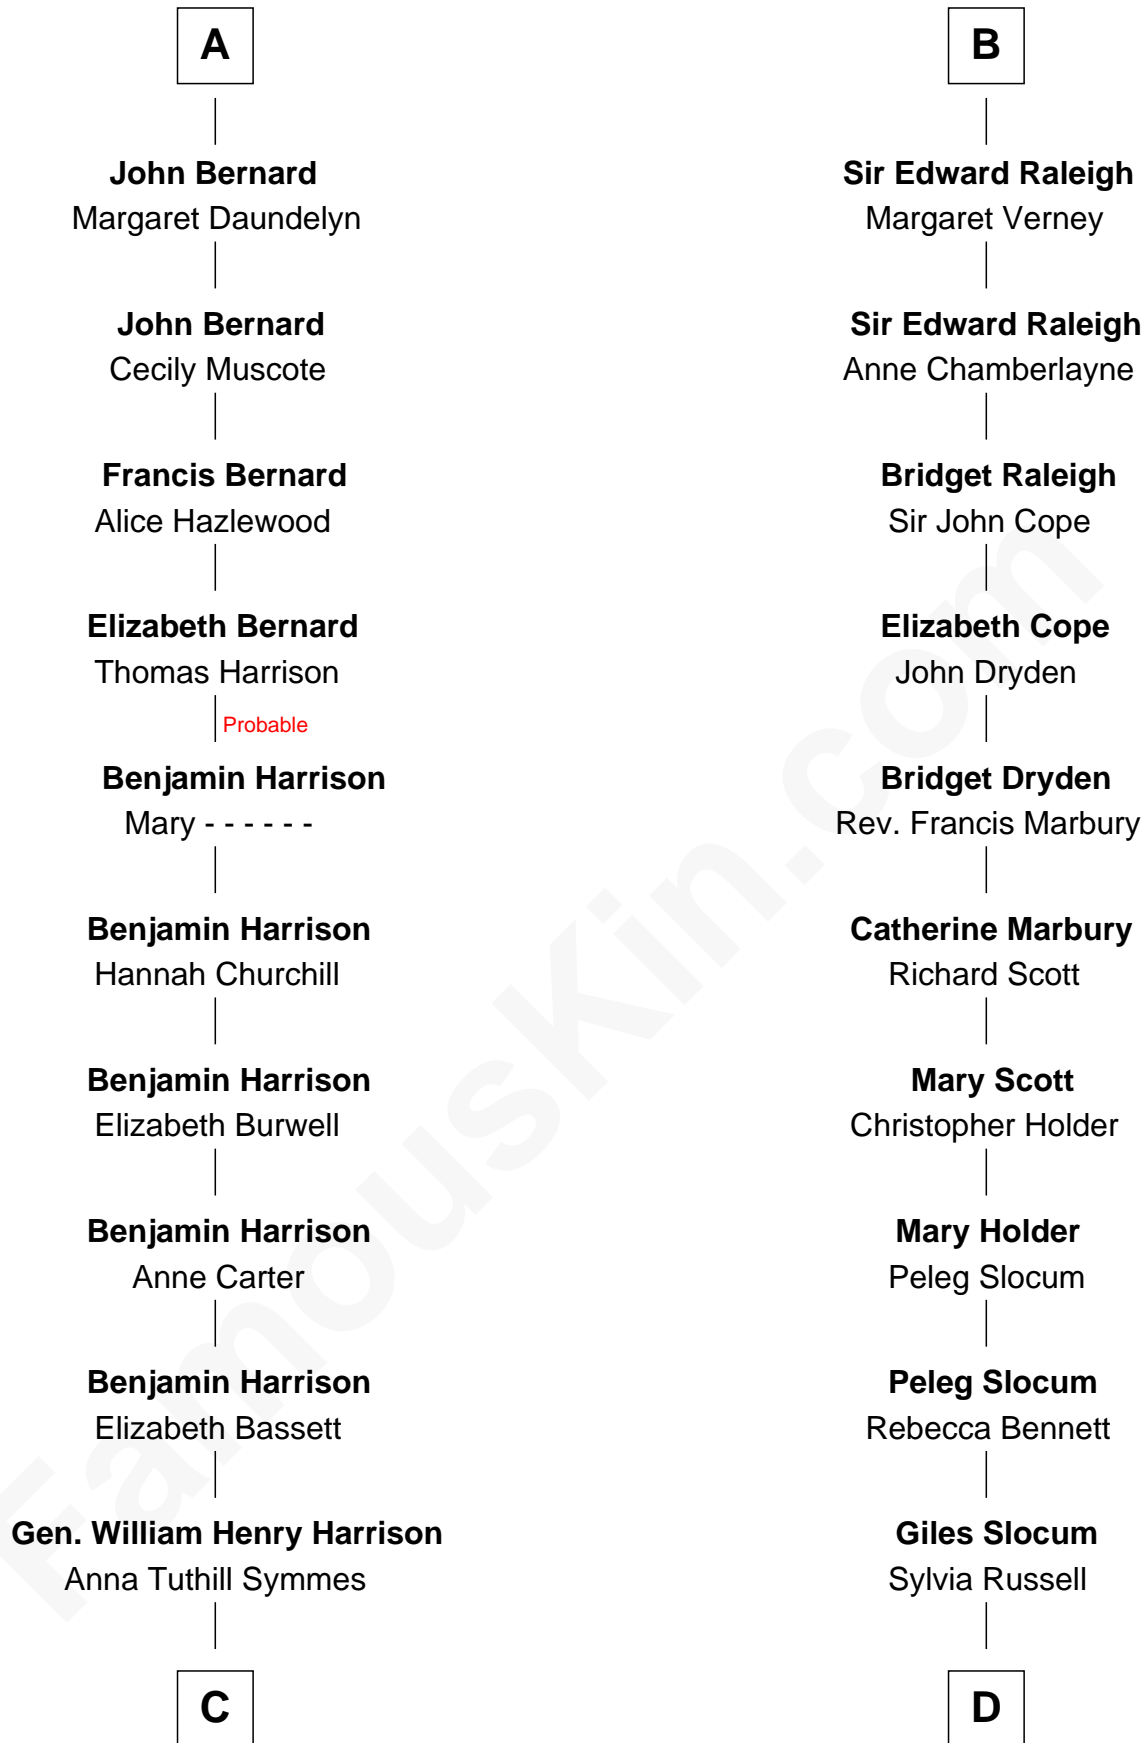 A
John Bernard
Margaret Daundelyn
John Bernard
Cecily Muscote
Francis Bernard
Alice Hazlewood
Elizabeth Bernard
Thomas Harrison
Probable
Benjamin Harrison
Mary - - - - - -
Benjamin Harrison
Hannah Churchill
Benjamin Harrison
Elizabeth Burwell
Benjamin Harrison
Anne Carter
Benjamin Harrison
Elizabeth Bassett
Gen. William Henry Harrison
Anna Tuthill Symmes
C
B
Sir Edward Raleigh
Margaret Verney
Sir Edward Raleigh
Anne Chamberlayne
Bridget Raleigh
Sir John Cope
Elizabeth Cope
John Dryden
Bridget Dryden
Rev. Francis Marbury
Catherine Marbury
Richard Scott
Mary Scott
Christopher Holder
Mary Holder
Peleg Slocum
Peleg Slocum
Rebecca Bennett
Giles Slocum
Sylvia Russell
D
FamousKin.com